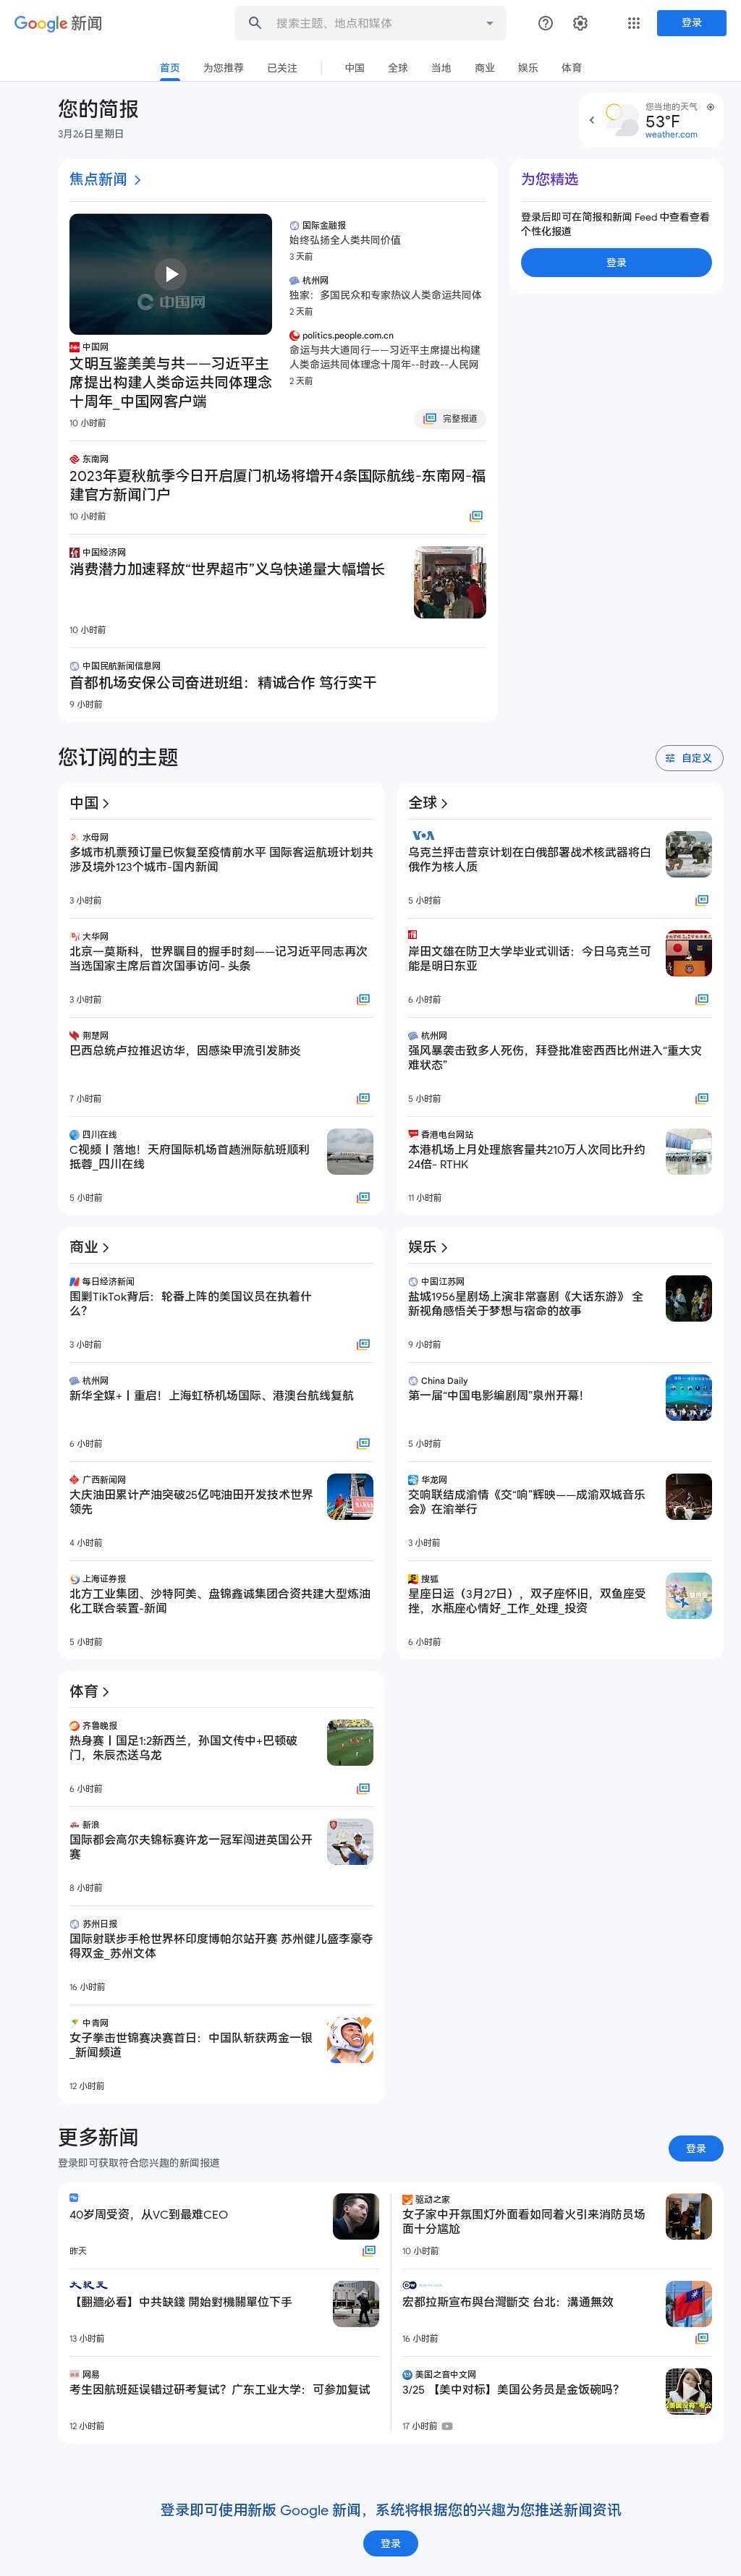 Google 新闻
搜索主题、地点和媒体
登录
首页
为您推荐
已关注
中国
全球
当地
商业
娱乐
体育
您的简报
3月26日星期日
您当地的天气
53°F
weather.com
焦点新闻
中国网
中国网
文明互鉴美美与共——习近平主
席提出构建人类命运共同体理念
十周年_中国网客户端
10 小时前
国际金融报
始终弘扬全人类共同价值
3 天前
杭州网
独家：多国民众和专家热议人类命运共同体
2 天前
politics.people.com.cn
命运与共大道同行——习近平主席提出构建
人类命运共同体理念十周年--时政--人民网
2 天前
完整报道
东南网
2023年夏秋航季今日开启厦门机场将增开4条国际航线-东南网-福
建官方新闻门户
10 小时前
中国经济网
消费潜力加速释放“世界超市”义乌快递量大幅增长
10 小时前
中国民航新闻信息网
首都机场安保公司奋进班组：精诚合作 笃行实干
9 小时前
为您精选
登录后即可在简报和新闻 Feed 中查看查看
个性化报道
登录
您订阅的主题
自定义
中国
水母网
多城市机票预订量已恢复至疫情前水平 国际客运航班计划共
涉及境外123个城市-国内新闻
3 小时前
大华网
北京—莫斯科，世界瞩目的握手时刻——记习近平同志再次
当选国家主席后首次国事访问- 头条
3 小时前
荆楚网
巴西总统卢拉推迟访华，因感染甲流引发肺炎
7 小时前
四川在线
C视频丨落地！天府国际机场首趟洲际航班顺利
抵蓉_四川在线
5 小时前
全球
VOA
乌克兰抨击普京计划在白俄部署战术核武器将白
俄作为核人质
5 小时前
岸田文雄在防卫大学毕业式训话：今日乌克兰可
能是明日东亚
6 小时前
杭州网
强风暴袭击致多人死伤，拜登批准密西西比州进入“重大灾
难状态”
5 小时前
香港电台网站
本港机场上月处理旅客量共210万人次同比升约
24倍- RTHK
11 小时前
商业
每日经济新闻
围剿TikTok背后：轮番上阵的美国议员在执着什
么？
3 小时前
杭州网
新华全媒+丨重启！上海虹桥机场国际、港澳台航线复航
6 小时前
广西新闻网
大庆油田累计产油突破25亿吨油田开发技术世界
领先
4 小时前
上海证券报
北方工业集团、沙特阿美、盘锦鑫诚集团合资共建大型炼油
化工联合装置-新闻
5 小时前
娱乐
中国江苏网
盐城1956星剧场上演非常喜剧《大话东游》 全
新视角感悟关于梦想与宿命的故事
9 小时前
China Daily
第一届“中国电影编剧周”泉州开幕！
5 小时前
华龙网
交响联结成渝情《交“响”辉映——成渝双城音乐
会》在渝举行
3 小时前
搜狐
星座日运（3月27日），双子座怀旧，双鱼座受
挫，水瓶座心情好_工作_处理_投资
6 小时前
体育
齐鲁晚报
热身赛丨国足1:2新西兰，孙国文传中+巴顿破
门，朱辰杰送乌龙
6 小时前
新浪
国际都会高尔夫锦标赛许龙一冠军闯进英国公开
赛
8 小时前
苏州日报
国际射联步手枪世界杯印度博帕尔站开赛 苏州健儿盛李豪夺
得双金_苏州文体
16 小时前
中青网
女子拳击世锦赛决赛首日：中国队斩获两金一银
_新闻频道
12 小时前
更多新闻
登录即可获取符合您兴趣的新闻报道
登录
40岁周受资，从VC到最难CEO
昨天
大紀元
【翻牆必看】中共缺錢 開始對機關單位下手
13 小时前
网易
考生因航班延误错过研考复试？广东工业大学：可参加复试
12 小时前
驱动之家
女子家中开氛围灯外面看如同着火引来消防员场
面十分尴尬
10 小时前
宏都拉斯宣布與台灣斷交 台北：溝通無效
16 小时前
美国之音中文网
3/25 【美中对标】美国公务员是金饭碗吗？
17 小时前
登录即可使用新版 Google 新闻，系统将根据您的兴趣为您推送新闻资讯
登录